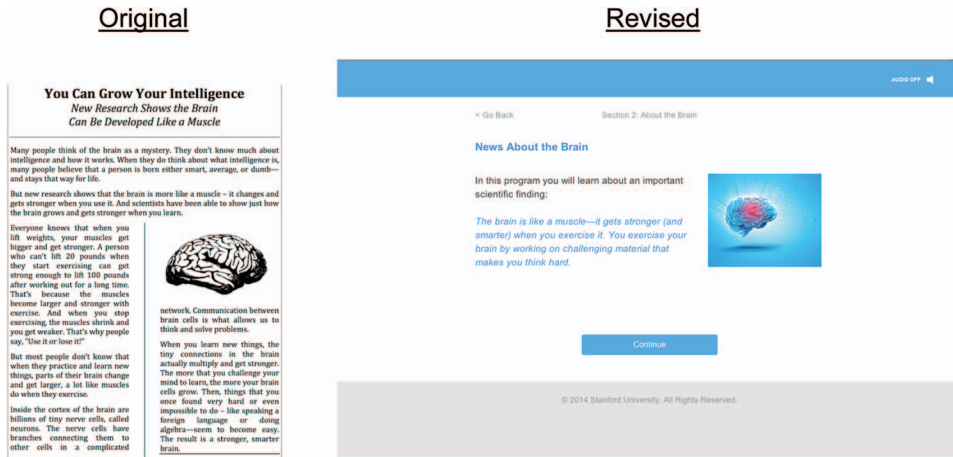 Original
Revised
You Can Grow Your Intelligence
New Research Shows the Brain
Can Be Developed Like a Muscle
Many people think of the brain as a mystery. They don't know much about
intelligence and how it works. When they do think about what intelligence is,
many people believe that a person is born either smart, average, or dumb—
and stays that way for life.
But new research shows that the brain is more like a muscle – it changes and
gets stronger when you use it. And scientists have been able to show just how
the brain grows and gets stronger when you learn.
Everyone knows that when you
lift weights, your muscles get
bigger and get stronger. A person
who can't lift 20 pounds when
they start exercising can get
strong enough to lift 100 pounds
after working out for a long time.
That's because the muscles
become larger and stronger with
exercise. And when you stop
exercising, the muscles shrink and
you get weaker. That's why people
say, "Use it or lose it!"
But most people don't know that
when they practice and learn new
things, parts of their brain change
and get larger, a lot like muscles
do when they exercise.
Inside the cortex of the brain are
billions of tiny nerve cells, called
neurons. The nerve cells have
branches connecting them to
other cells in a complicated
network. Communication between
brain cells is what allows us to
think and solve problems.
When you learn new things, the
tiny connections in the brain
actually multiply and get stronger.
The more that you challenge your
mind to learn, the more your brain
cells grow. Then, things that you
once found very hard or even
impossible to do – like speaking a
foreign language or doing
algebra—seem to become easy.
The result is a stronger, smarter
brain.
AUDIO OFF
< Go Back
Section 2: About the Brain
News About the Brain
In this program you will learn about an important
scientific finding:
The brain is like a muscle—it gets stronger (and
smarter) when you exercise it. You exercise your
brain by working on challenging material that
makes you think hard.
Continue
© 2014 Stanford University. All Rights Reserved.